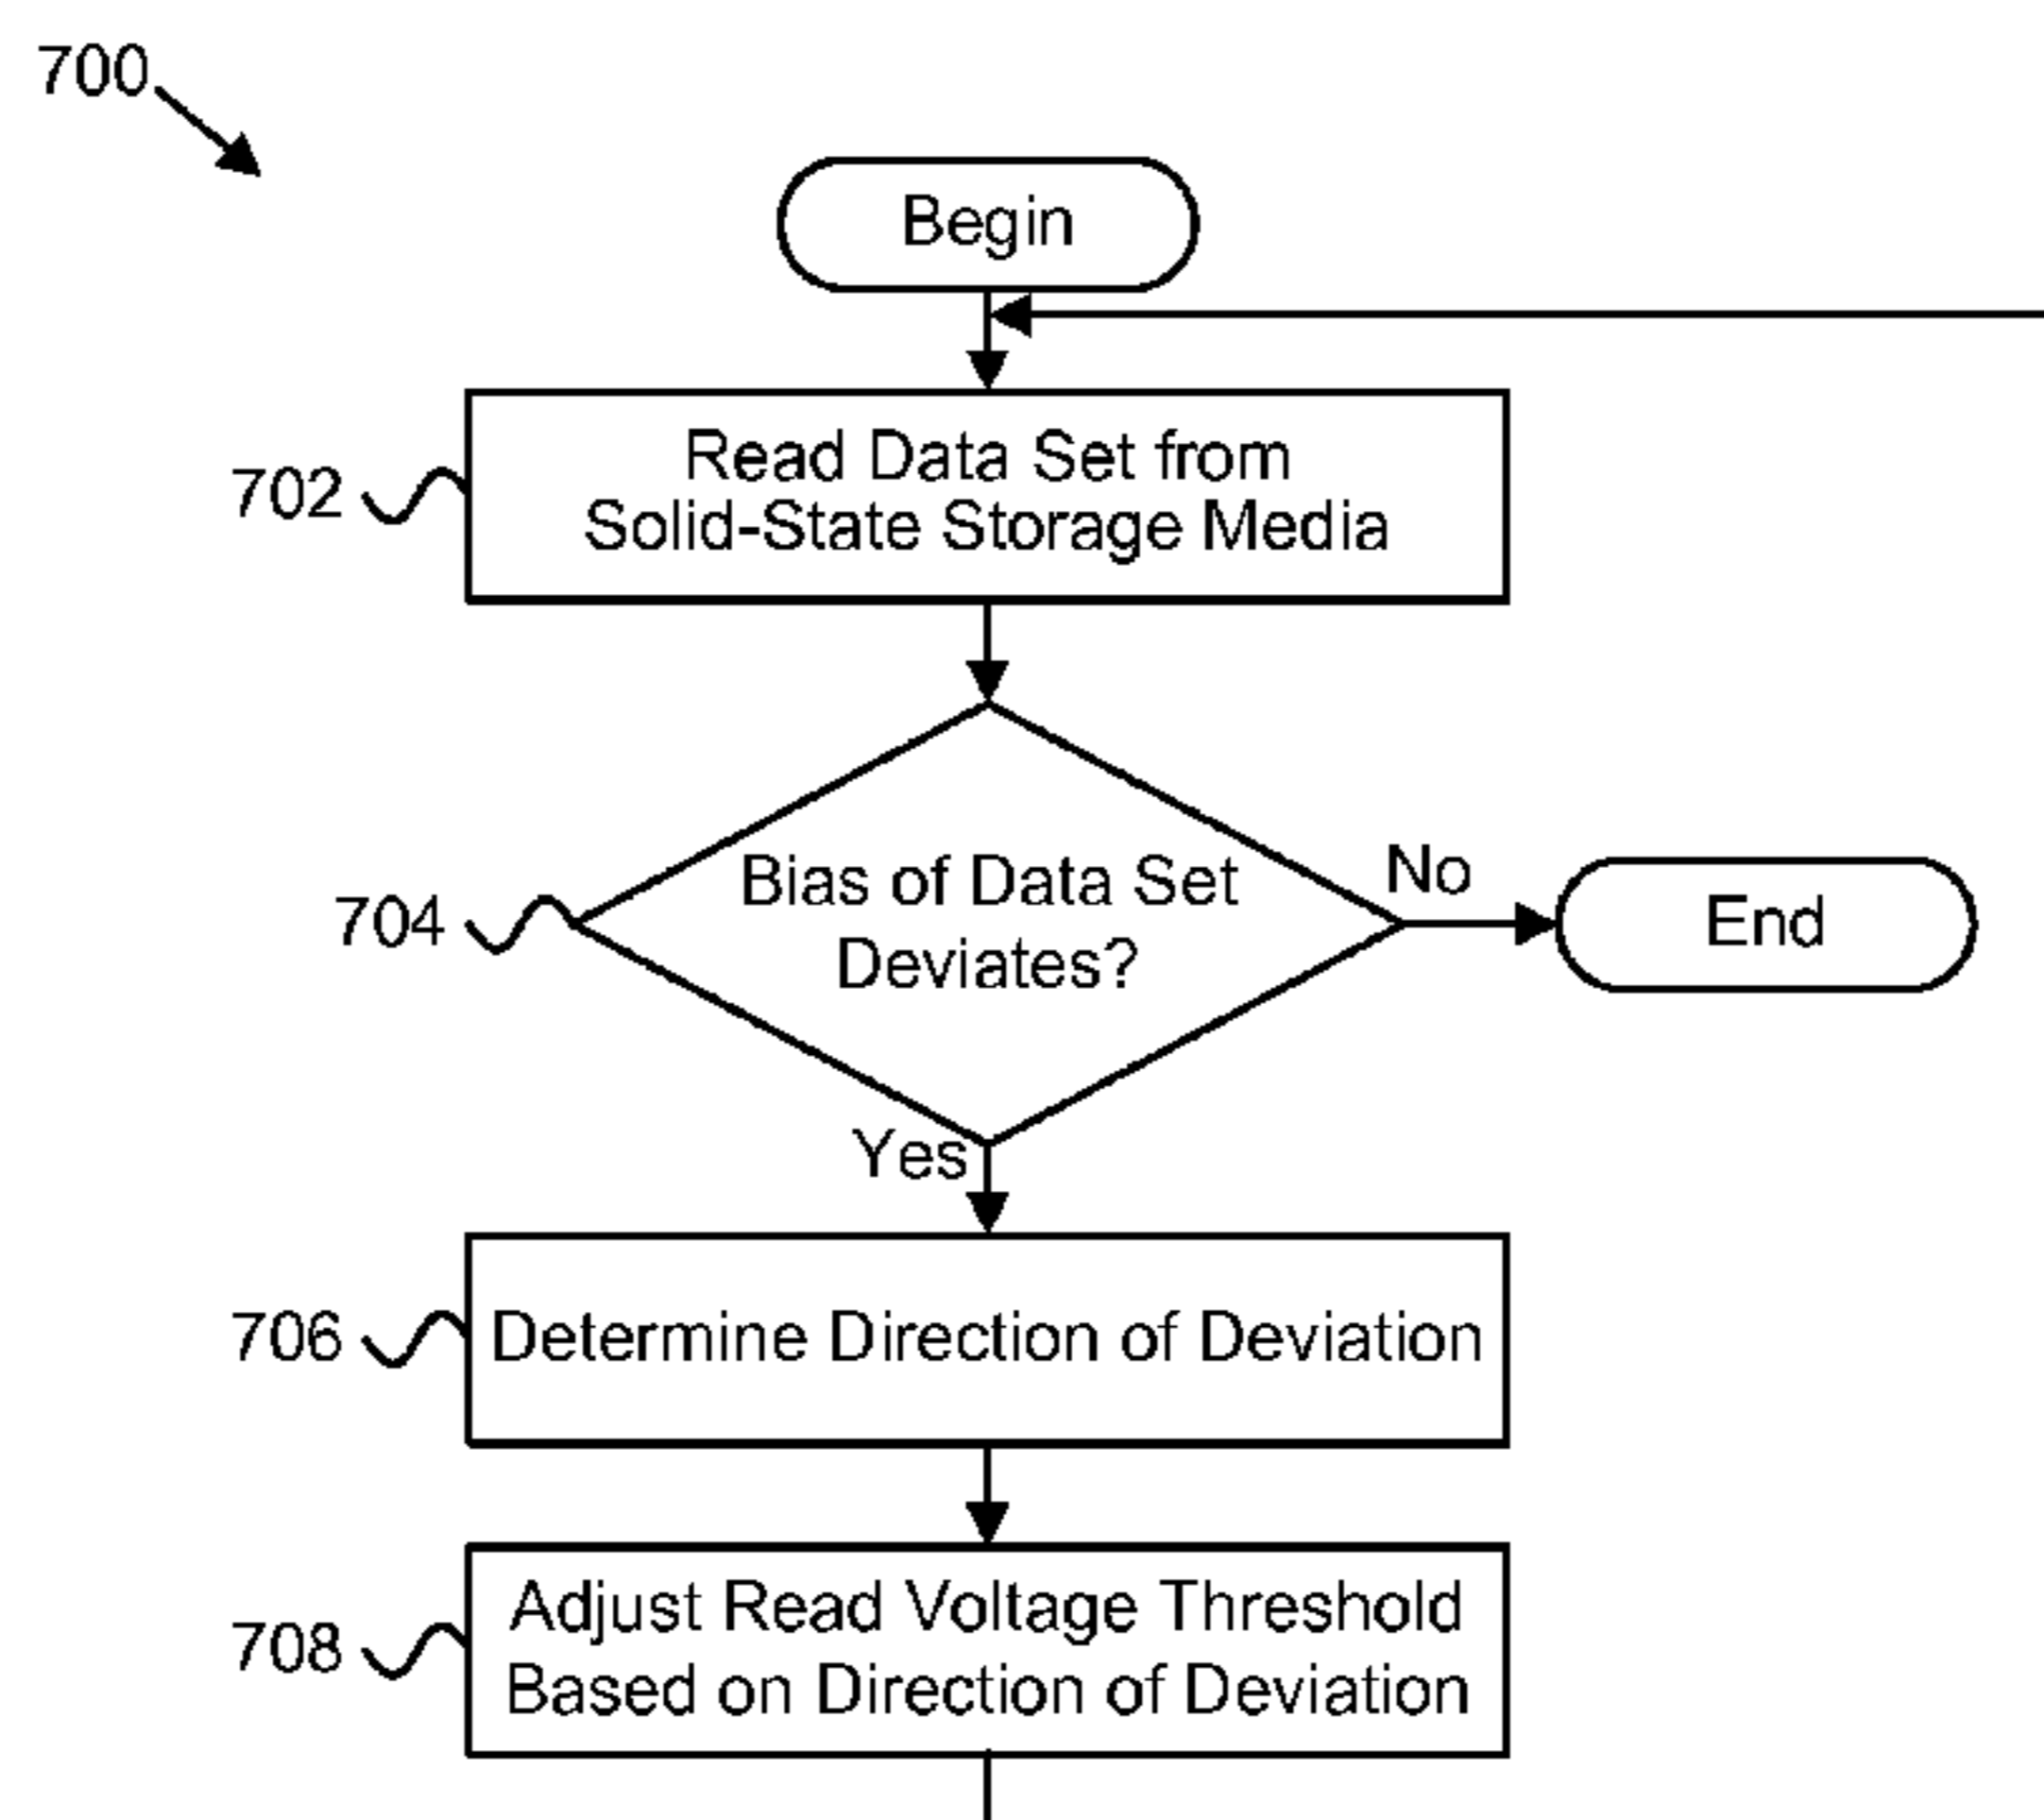 700
Begin
702
Read Data Set from
Solid-State Storage Media
704
Bias of Data Set
Deviates?
No
End
Yes
706
Determine Direction of Deviation
708
Adjust Read Voltage Threshold
Based on Direction of Deviation